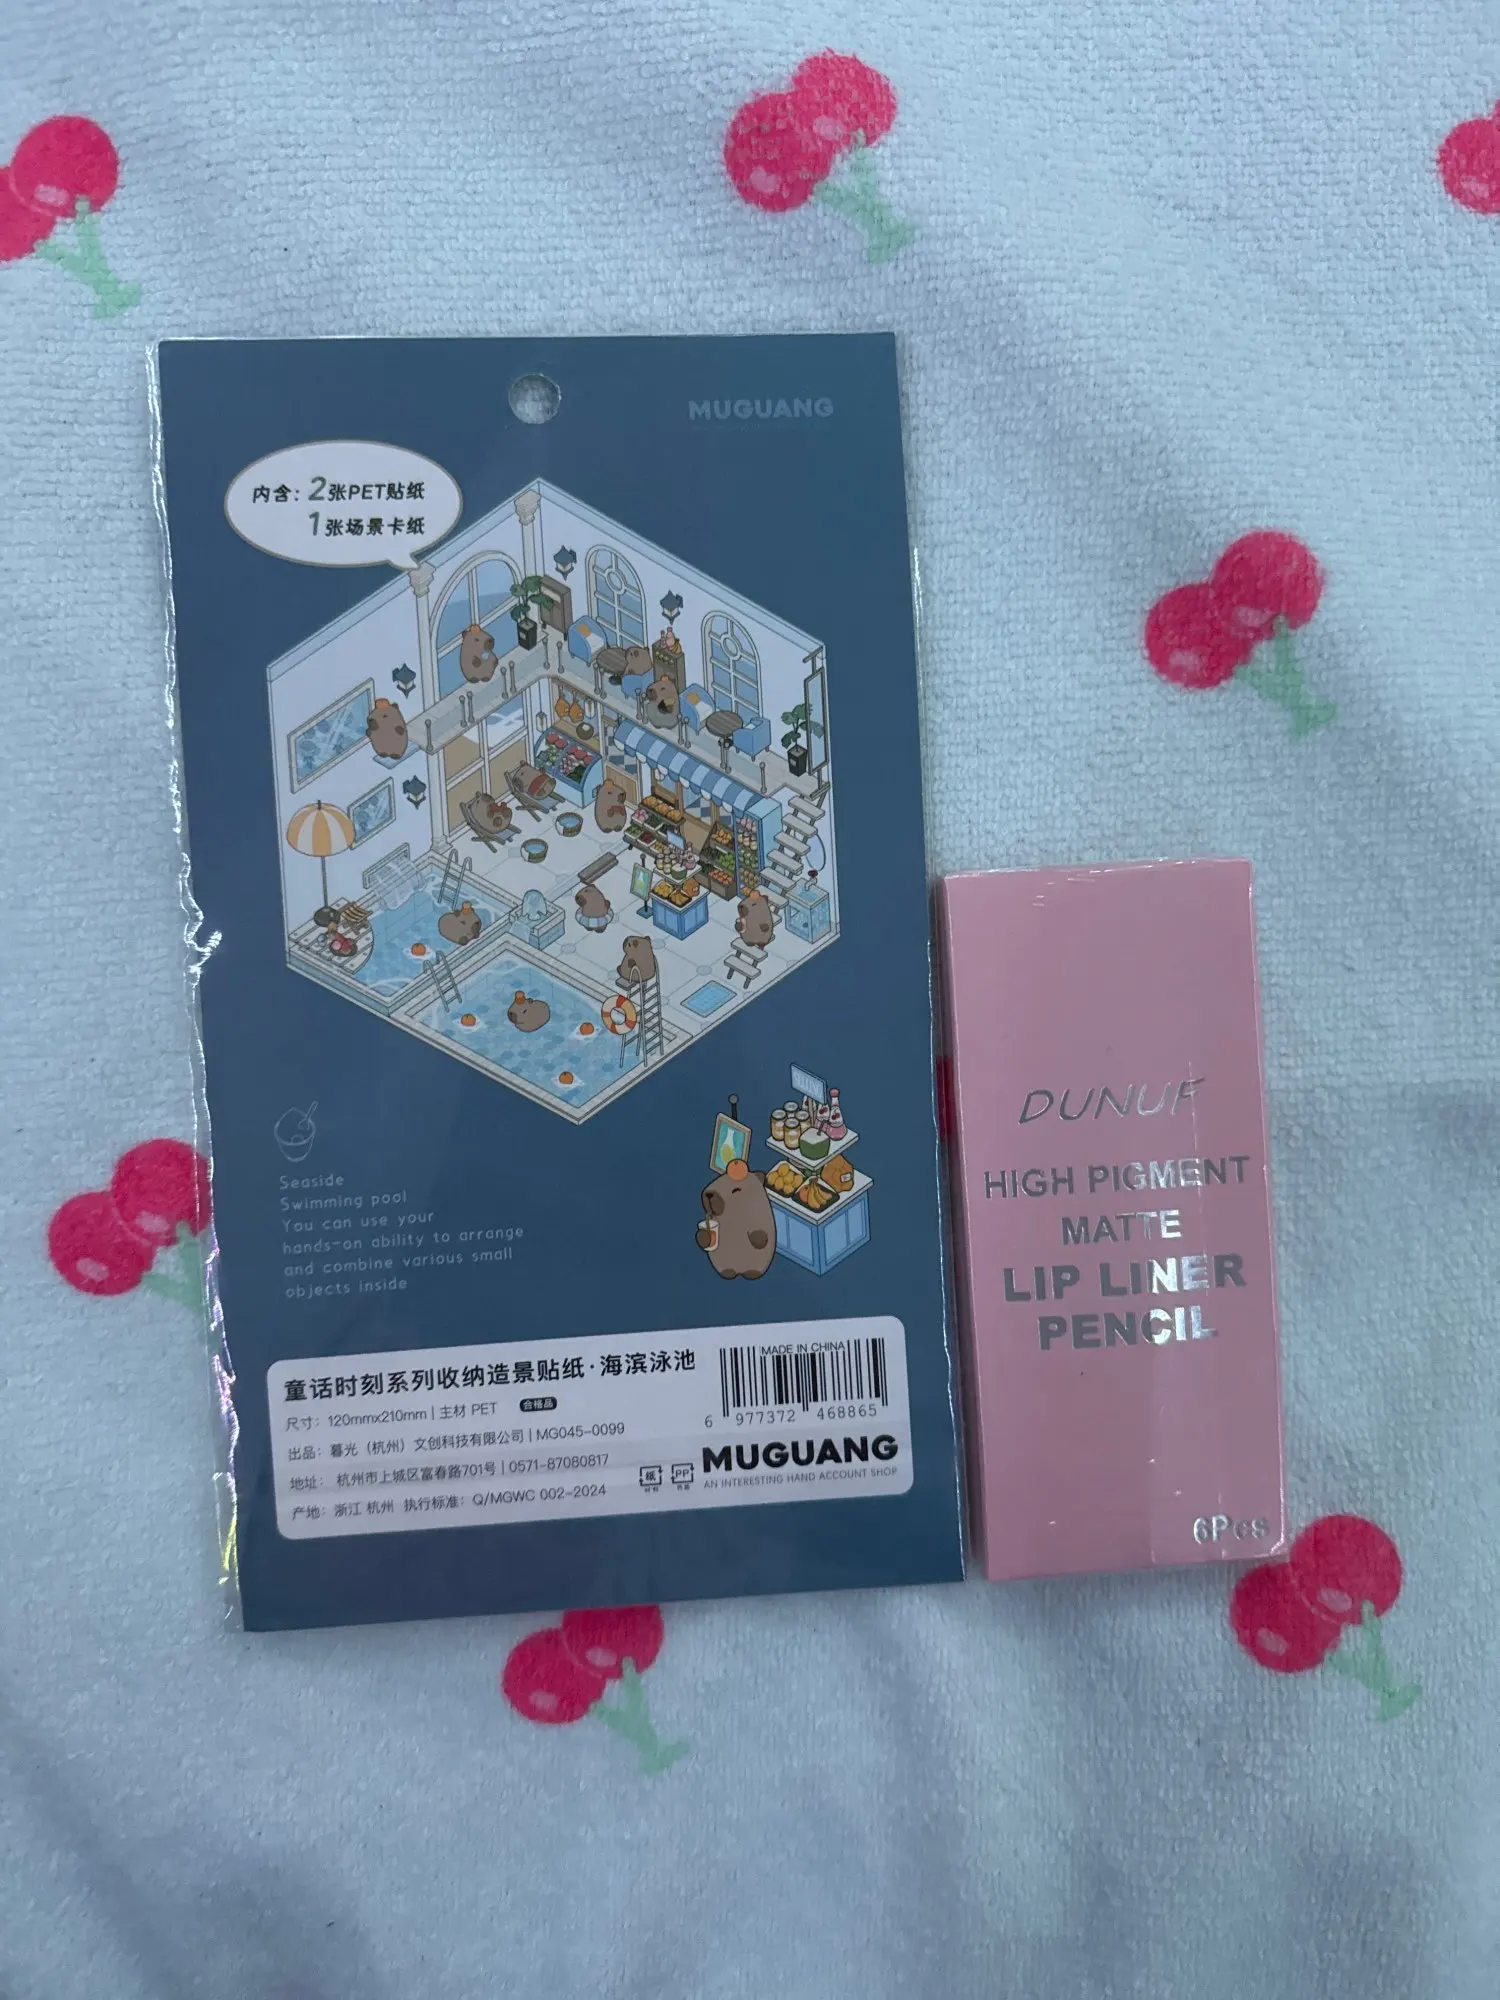 MUGUANG
内含: 2张PET贴纸
1张场景卡纸
Seaside
Swimming pool
You can use your
hands-on ability to arrange
and combine various small
objects inside
童话时刻系列收纳造景贴纸·海滨泳池
尺寸: 120mmx210mm | 主材 PET 合格品
出品: 暮光（杭州）文创科技有限公司 | MG045-0099
地址: 杭州市上城区富春路701号 | 0571-87080817
产地: 浙江 杭州 执行标准: Q/MGWC 002-2024
MADE IN CHINA
6 977372 468865
纸
PP
MUGUANG
AN INTERESTING HAND ACCOUNT SHOP
DUNUF
HIGH PIGMENT
MATTE
LIP LINER
PENCIL
6Pcs